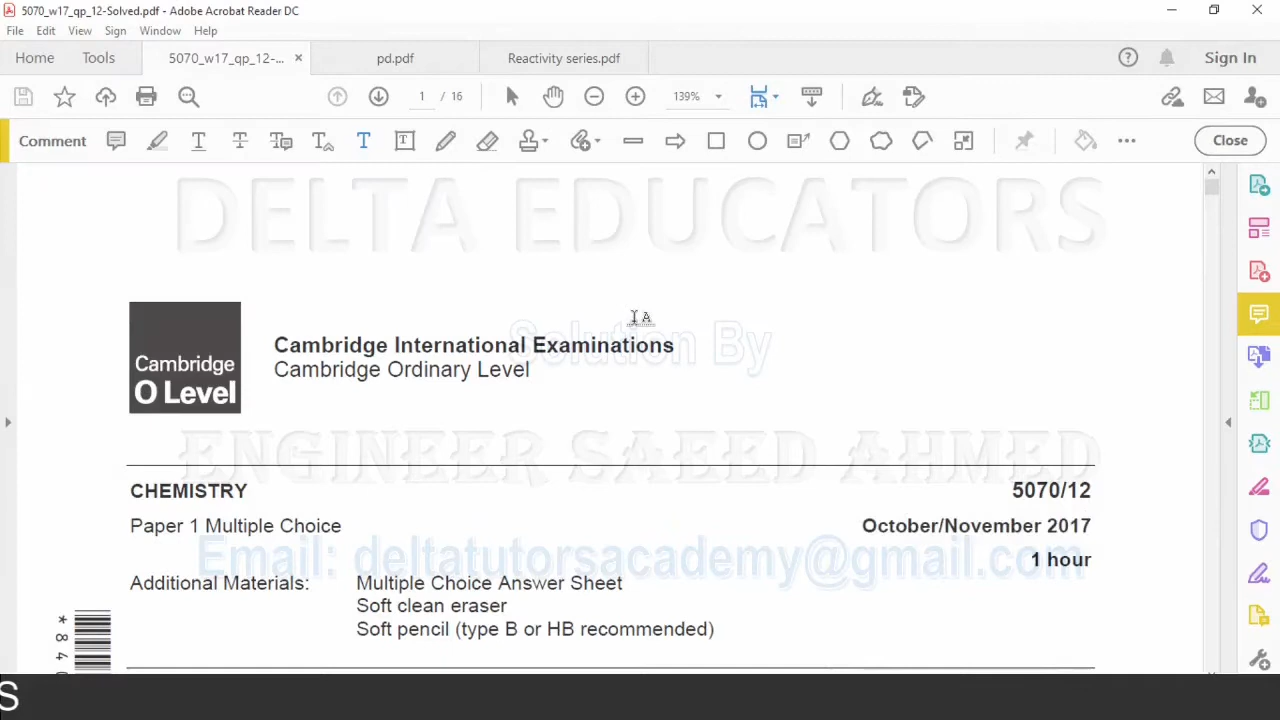 5070_w17_qp_12-Solved.pdf - Adobe Acrobat Reader DC
File Edit View Sign Window Help
Home Tools 5070_w17_qp_12-... × pd.pdf Reactivity series.pdf Sign In
1 / 16 139%
Comment Close
DELTA EDUCATORS
Solution By
Cambridge
O Level
Cambridge International Examinations
Cambridge Ordinary Level
ENGINEER SAEED AHMED
CHEMISTRY 5070/12
Paper 1 Multiple Choice October/November 2017
Email: deltatutorsacademy@gmail.com
1 hour
Additional Materials: Multiple Choice Answer Sheet
Soft clean eraser
Soft pencil (type B or HB recommended)
* 8 4
S